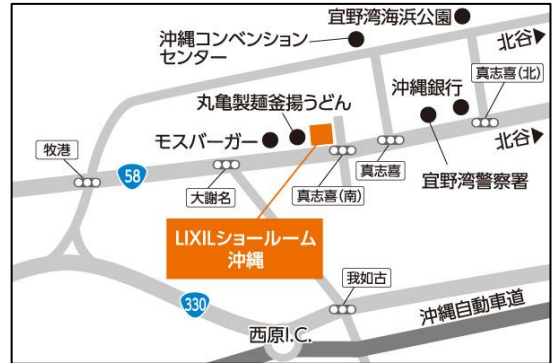 宜野湾海浜公園
沖縄コンベンション
センター
北谷
真志喜(北)
沖縄銀行
丸亀製麺釜揚うどん
モスバーガー
牧港
58
大謝名
真志喜(南)
真志喜
宜野湾警察署
北谷
LIXILショールーム
沖縄
我如古
330
沖縄自動車道
西原I.C.